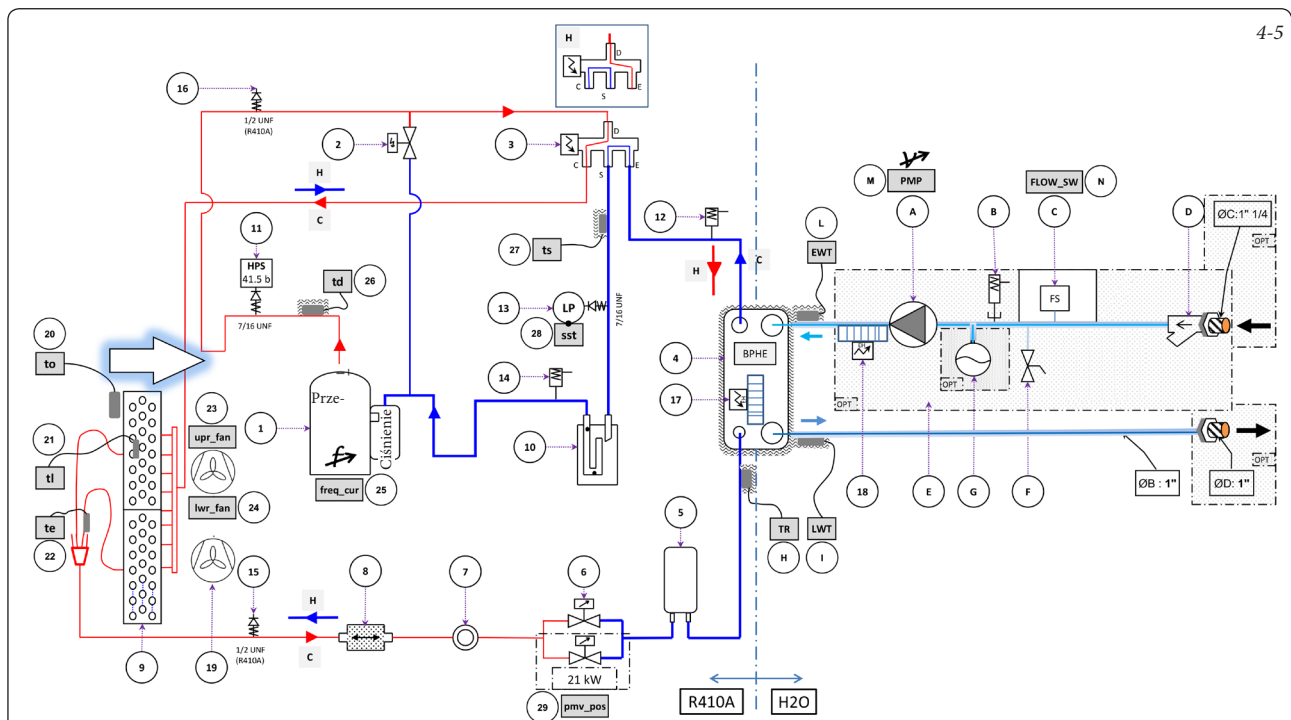 4-5
H
D
C
S
E
16
1/2 UNF
(R410A)
2
3
D
C
S
E
H
C
11
HPS
41.5 b
7/16 UNF
td
26
27
ts
12
H
C
13
LP
28
sst
7/16 UNF
14
M
PMP
FLOW_SW
N
A
B
C
D
ØC:1" 1/4
OPT
L
EWT
FS
20
to
4
BPHE
17
OPT
OPT
23
21
upr_fan
tl
lwr_fan
24
te
22
1
Prze-
Ciśnienie
freq_cur
25
10
18
E
G
F
ØB : 1"
ØD: 1"
OPT
TR
LWT
H
I
5
15
8
7
6
H
C
1/2 UNF
(R410A)
9
19
21 kW
29
pmv_pos
R410A
H2O